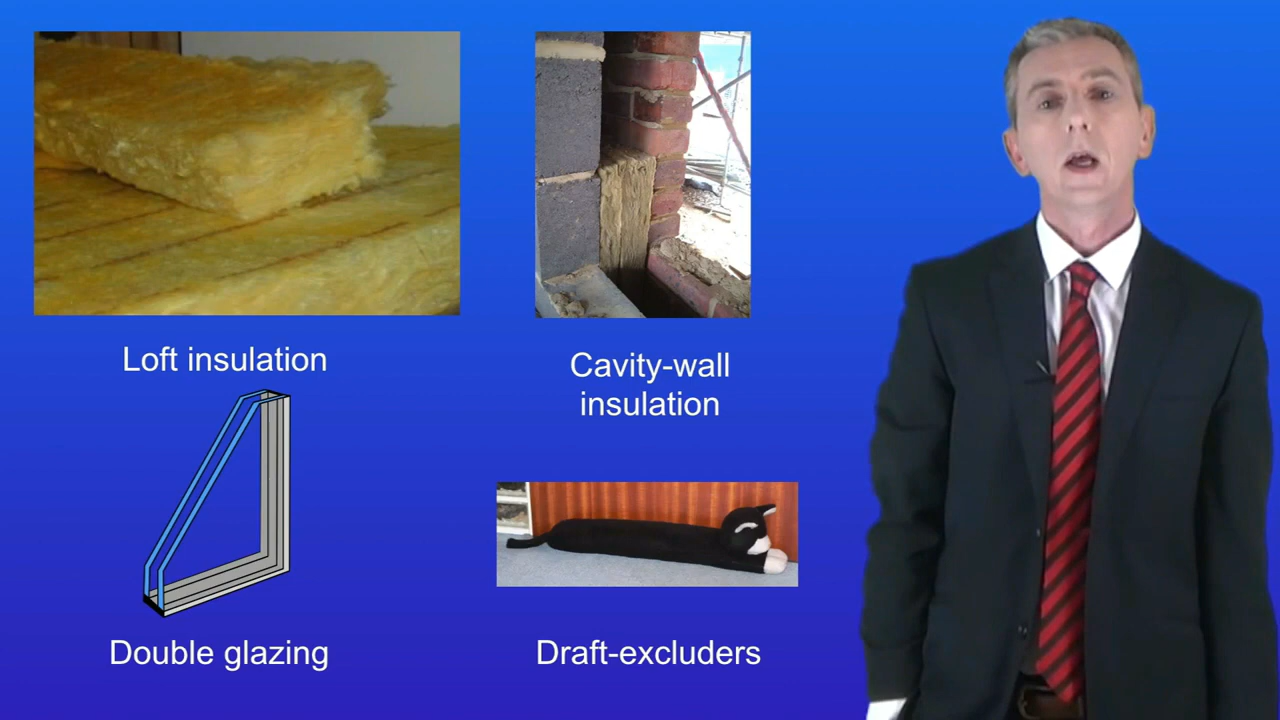 Loft insulation
Cavity-wall
insulation
Double glazing
Draft-excluders